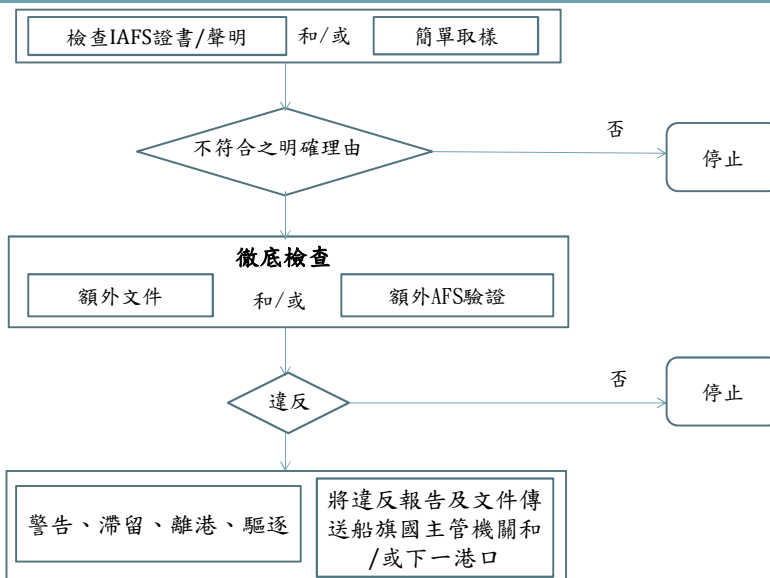 檢查IAFS證書/聲明 和/或 簡單取樣
不符合之明確理由
否
停止
徹底檢查
額外文件 和/或 額外AFS驗證
違反
否
停止
警告、滯留、離港、驅逐
將違反報告及文件傳
送船旗國主管機關和
/或下一港口